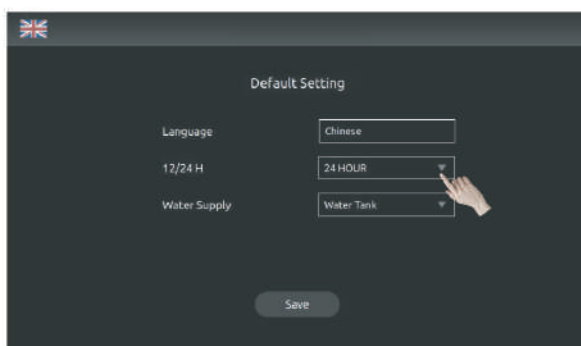 Default Setting
Language Chinese
12/24 H 24 HOUR
Water Supply Water Tank
Save